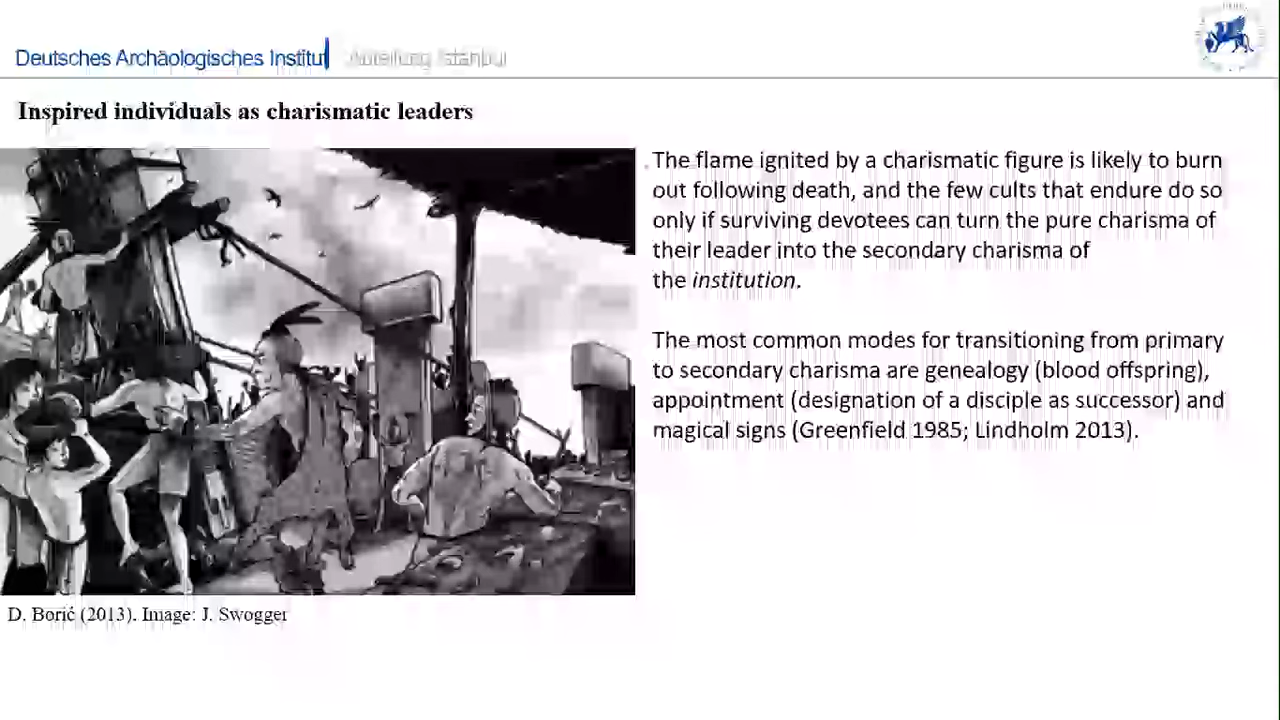 Deutsches Archäologisches Institut Abteilung Istanbul
Inspired individuals as charismatic leaders
The flame ignited by a charismatic figure is likely to burn
out following death, and the few cults that endure do so
only if surviving devotees can turn the pure charisma of
their leader into the secondary charisma of
the institution.
The most common modes for transitioning from primary
to secondary charisma are genealogy (blood offspring),
appointment (designation of a disciple as successor) and
magical signs (Greenfield 1985; Lindholm 2013).
D. Borić (2013). Image: J. Swogger